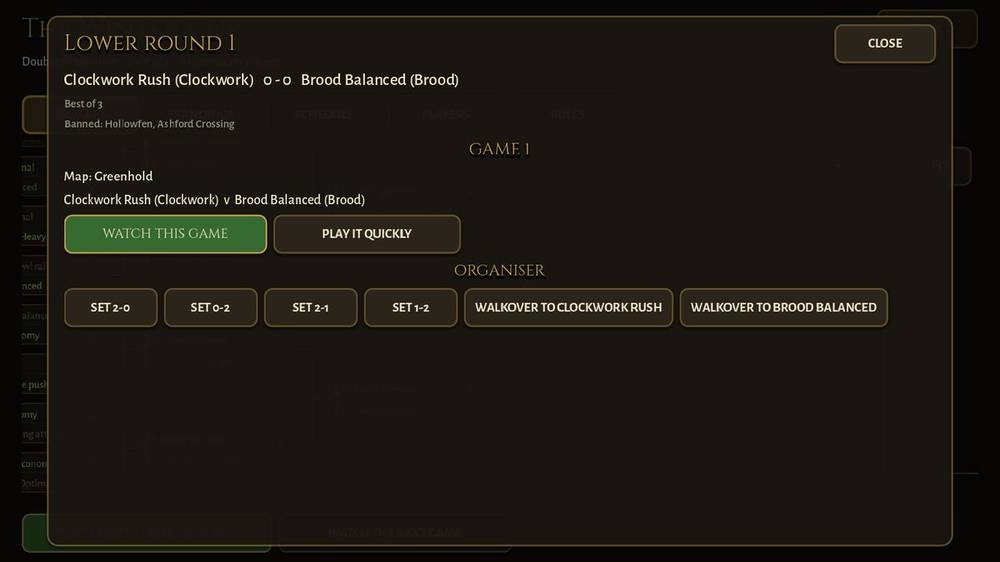 LOWER ROUND 1
CLOSE
Clockwork Rush (Clockwork) 0 - 0 Brood Balanced (Brood)
Best of 3
Banned: Hollowfen, Ashford Crossing
GAME 1
Map: Greenhold
Clockwork Rush (Clockwork) v Brood Balanced (Brood)
WATCH THIS GAME
PLAY IT QUICKLY
ORGANISER
SET 2-0
SET 0-2
SET 2-1
SET 1-2
WALKOVER TO CLOCKWORK RUSH
WALKOVER TO BROOD BALANCED